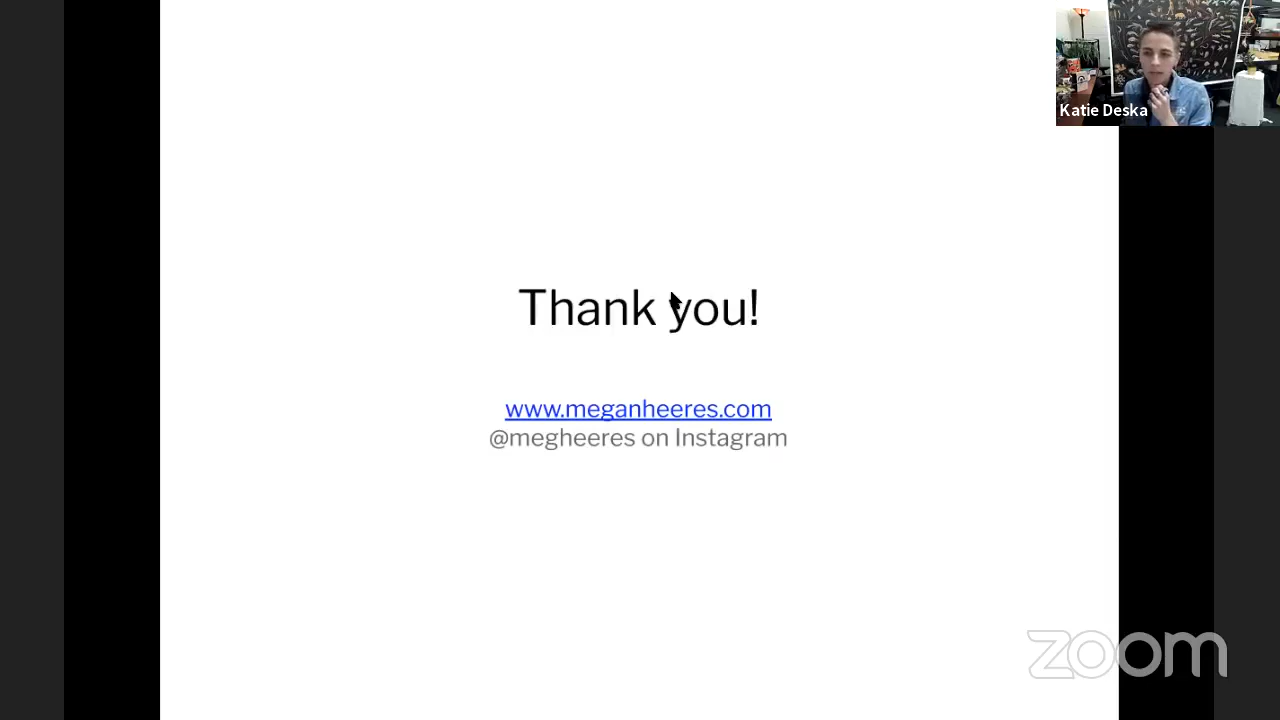 Katie Deska
Thank you!
www.meganheeres.com
@megheeres on Instagram
zoom